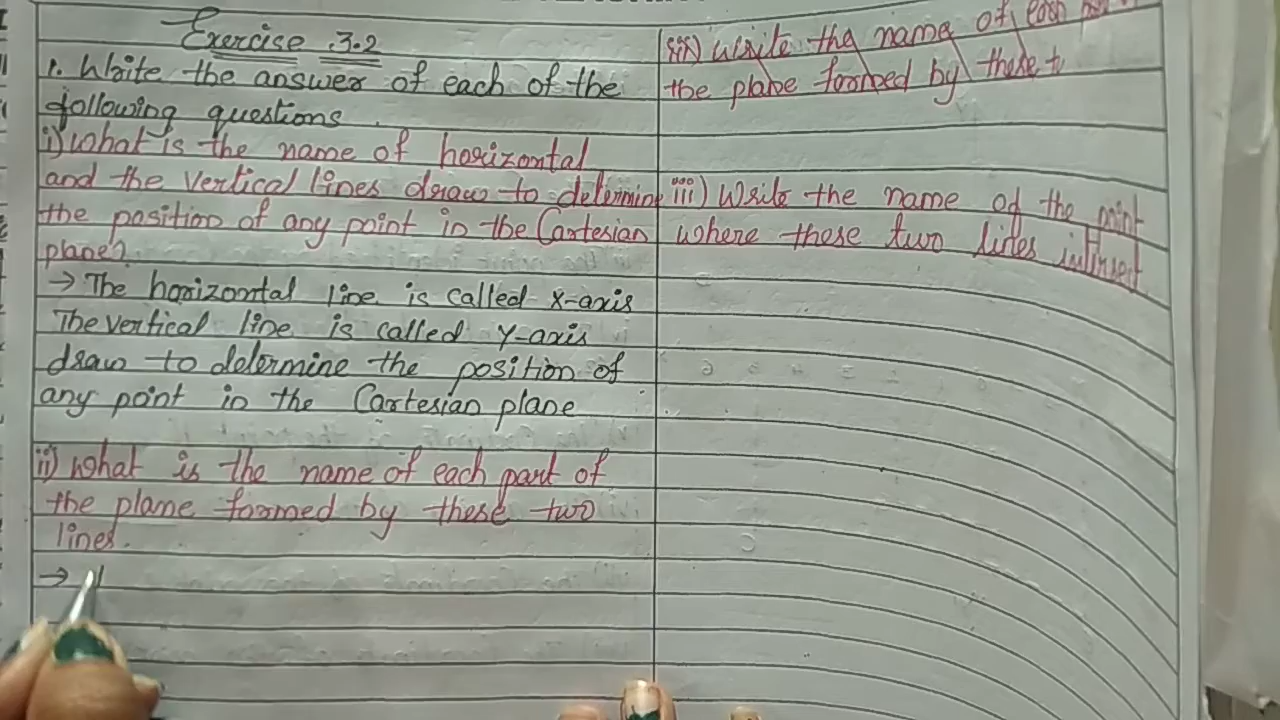 Exercise 3.2
1. Write the answer of each of the
following questions.
i) What is the name of horizontal
and the vertical lines draw to determine
the position of any point in the Cartesian
plane?
→ The horizontal line is called x-axis
The vertical line is called Y-axis
draw to determine the position of
any point in the Cartesian plane
ii) What is the name of each part of
the plame formed by these two
lines.
→
Write the name of each
the plane formed by these
iii) Write the name of the point
where these two lines